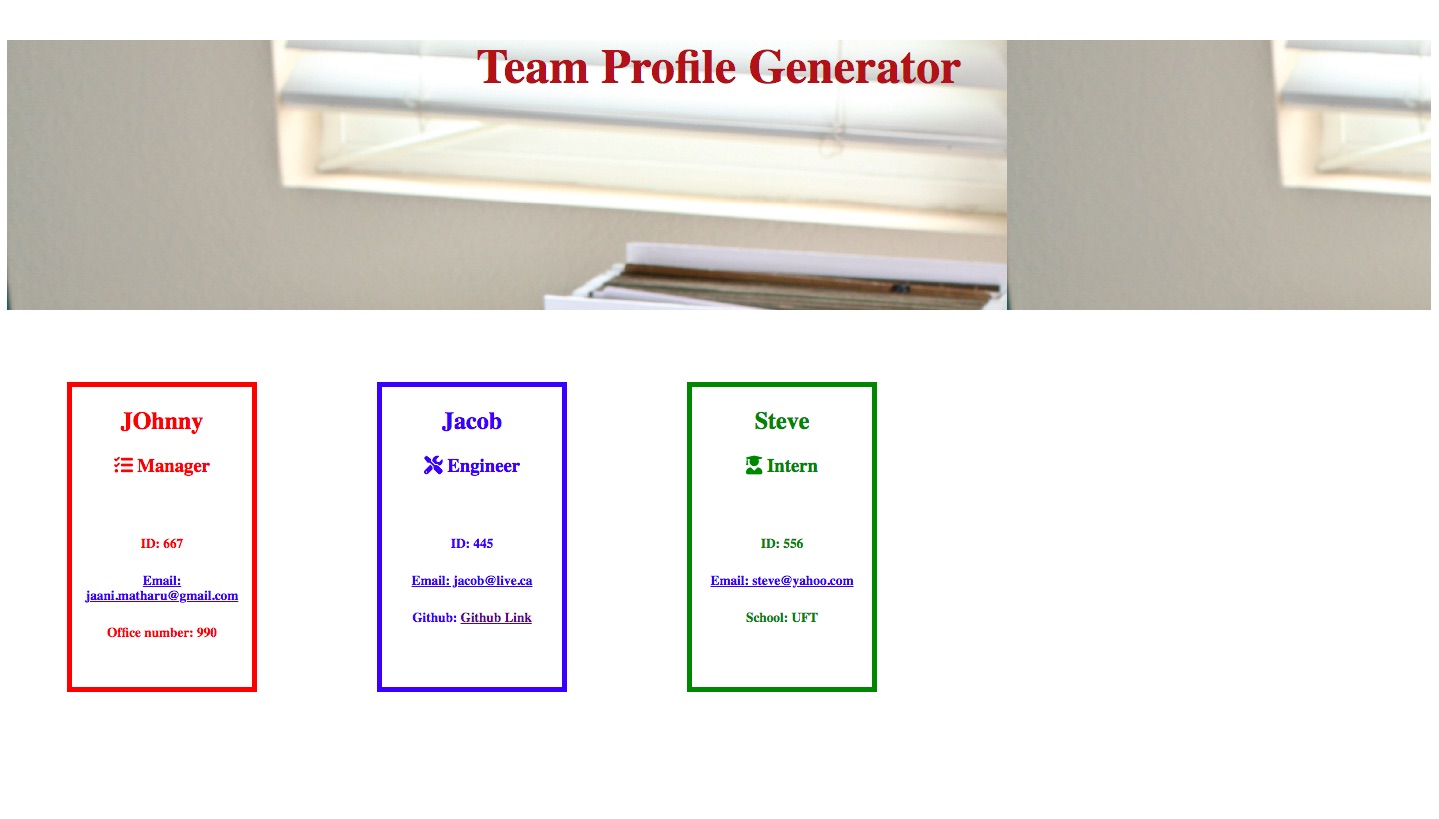 Team Profile Generator
JOhnny
Manager
ID: 667
Email:
jaani.matharu@gmail.com
Office number: 990
Jacob
Engineer
ID: 445
Email: jacob@live.ca
Github: Github Link
Steve
Intern
ID: 556
Email: steve@yahoo.com
School: UFT